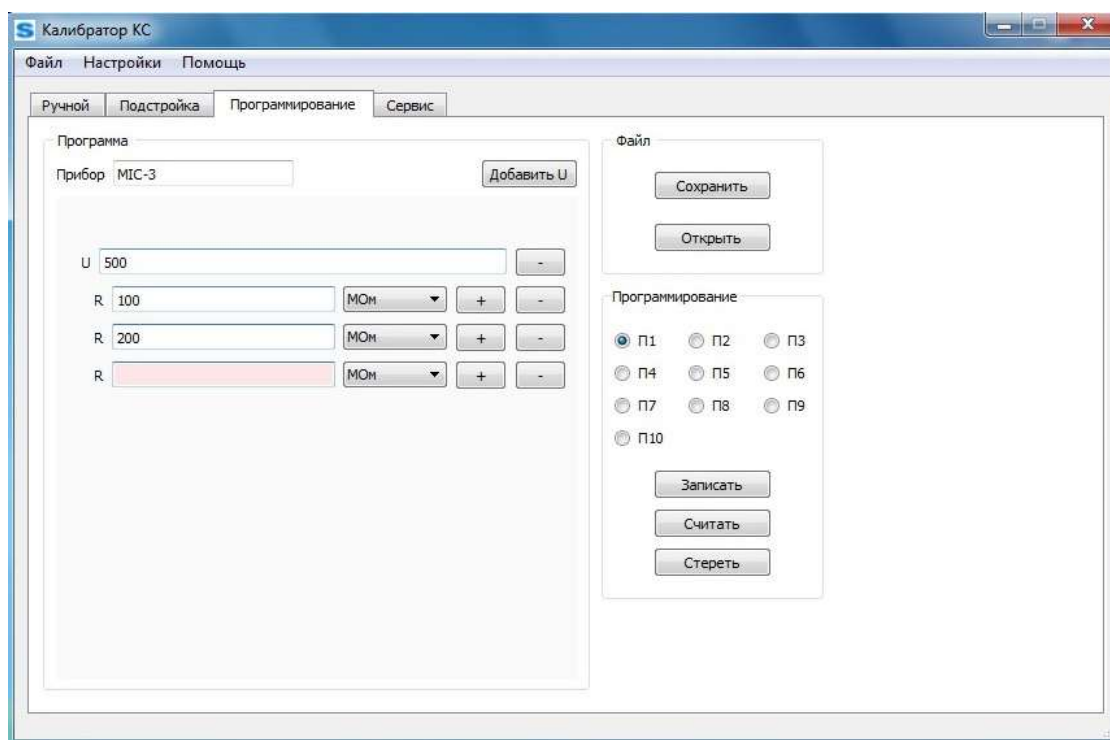 Калибратор КС
Файл Настройки Помощь
Ручной Подстройка Программирование Сервис
Программа
Прибор MIC-3 Добавить U
U 500 -
R 100 МОм + -
R 200 МОм + -
R МОм + -
Файл
Сохранить
Открыть
Программирование
П1 П2 П3
П4 П5 П6
П7 П8 П9
П10
Записать
Считать
Стереть